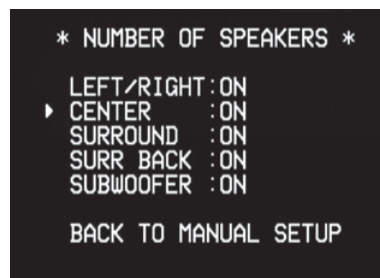 * NUMBER OF SPEAKERS *
LEFT/RIGHT:ON
CENTER :ON
SURROUND :ON
SURR BACK :ON
SUBWOOFER :ON
BACK TO MANUAL SETUP